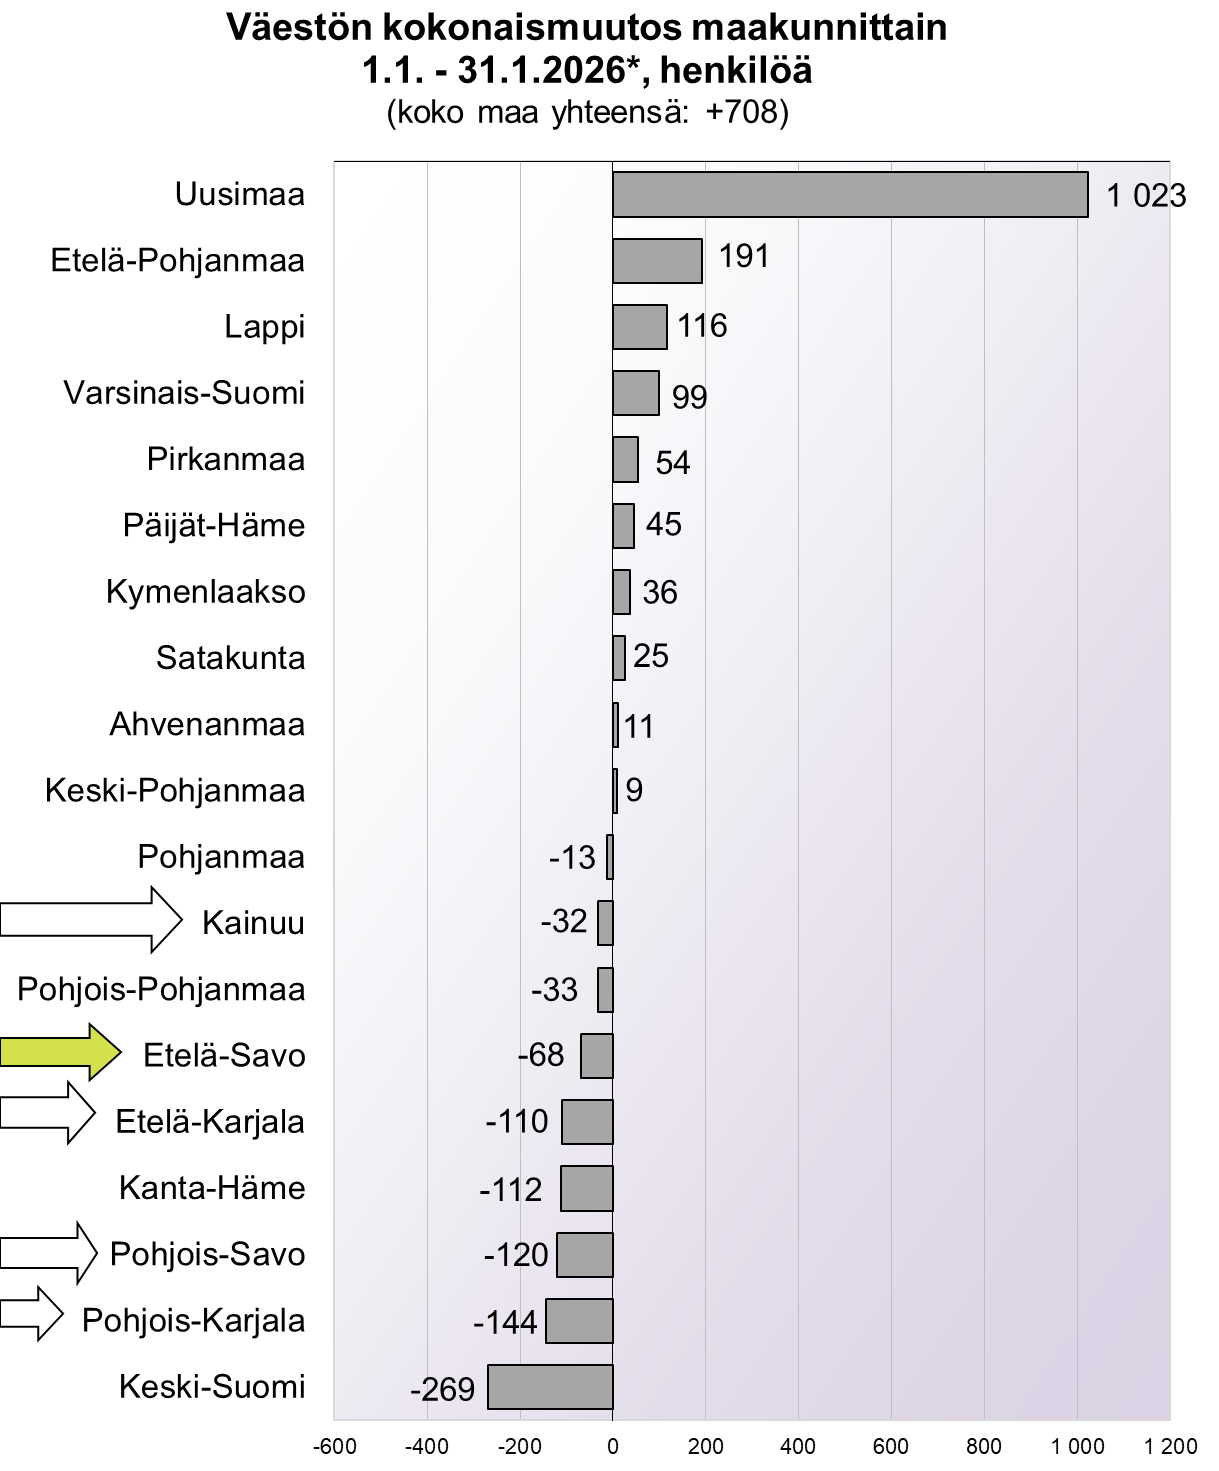 Väestön kokonaismuutos maakunnittain
1.1. - 31.1.2026*, henkilöä
(koko maa yhteensä: +708)
Uusimaa 1 023
Etelä-Pohjanmaa 191
Lappi 116
Varsinais-Suomi 99
Pirkanmaa 54
Päijät-Häme 45
Kymenlaakso 36
Satakunta 25
Ahvenanmaa 11
Keski-Pohjanmaa 9
Pohjanmaa -13
Kainuu -32
Pohjois-Pohjanmaa -33
Etelä-Savo -68
Etelä-Karjala -110
Kanta-Häme -112
Pohjois-Savo -120
Pohjois-Karjala -144
Keski-Suomi -269
-600 -400 -200 0 200 400 600 800 1 000 1 200